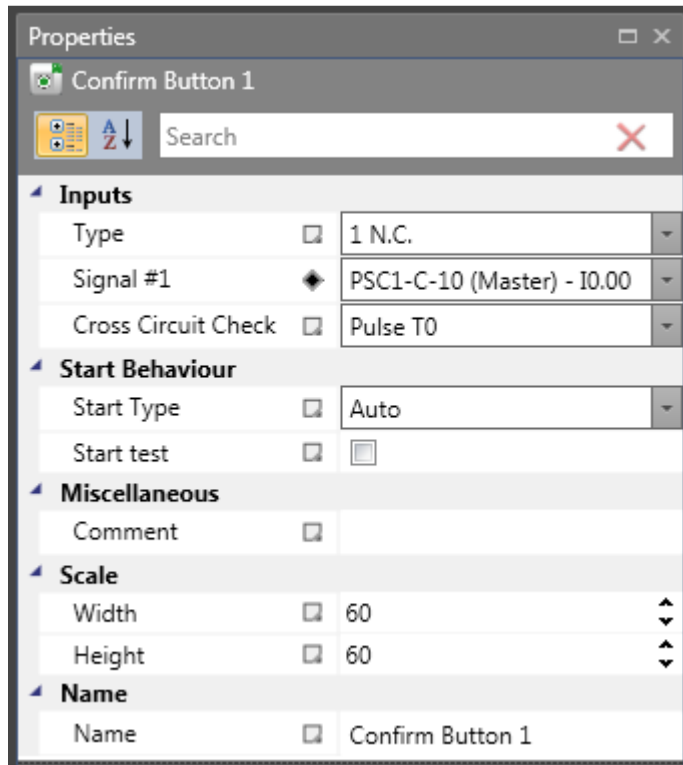 Properties
Confirm Button 1
A
Z
Search
Inputs
Type 1 N.C.
Signal #1 PSC1-C-10 (Master) - I0.00
Cross Circuit Check Pulse T0
Start Behaviour
Start Type Auto
Start test
Miscellaneous
Comment
Scale
Width 60
Height 60
Name
Name Confirm Button 1